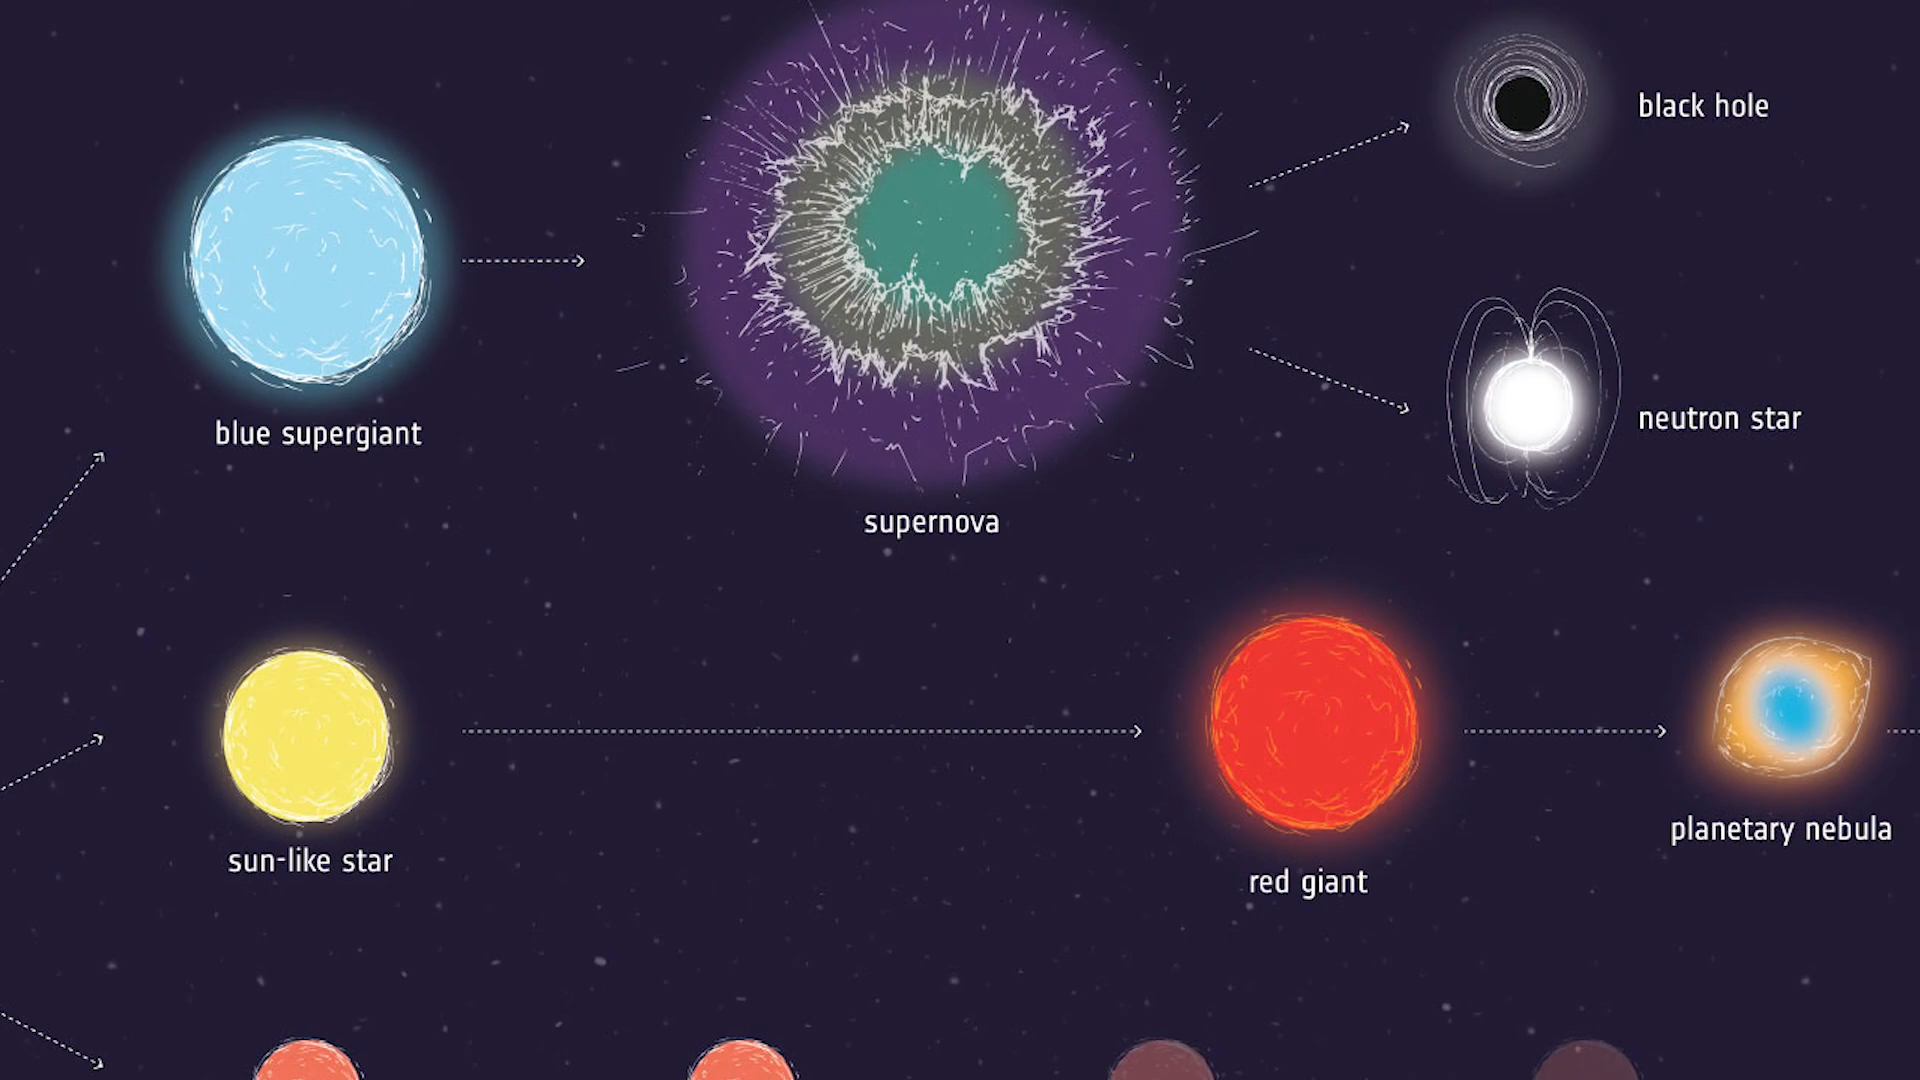 black hole
blue supergiant
neutron star
supernova
sun-like star
red giant
planetary nebula